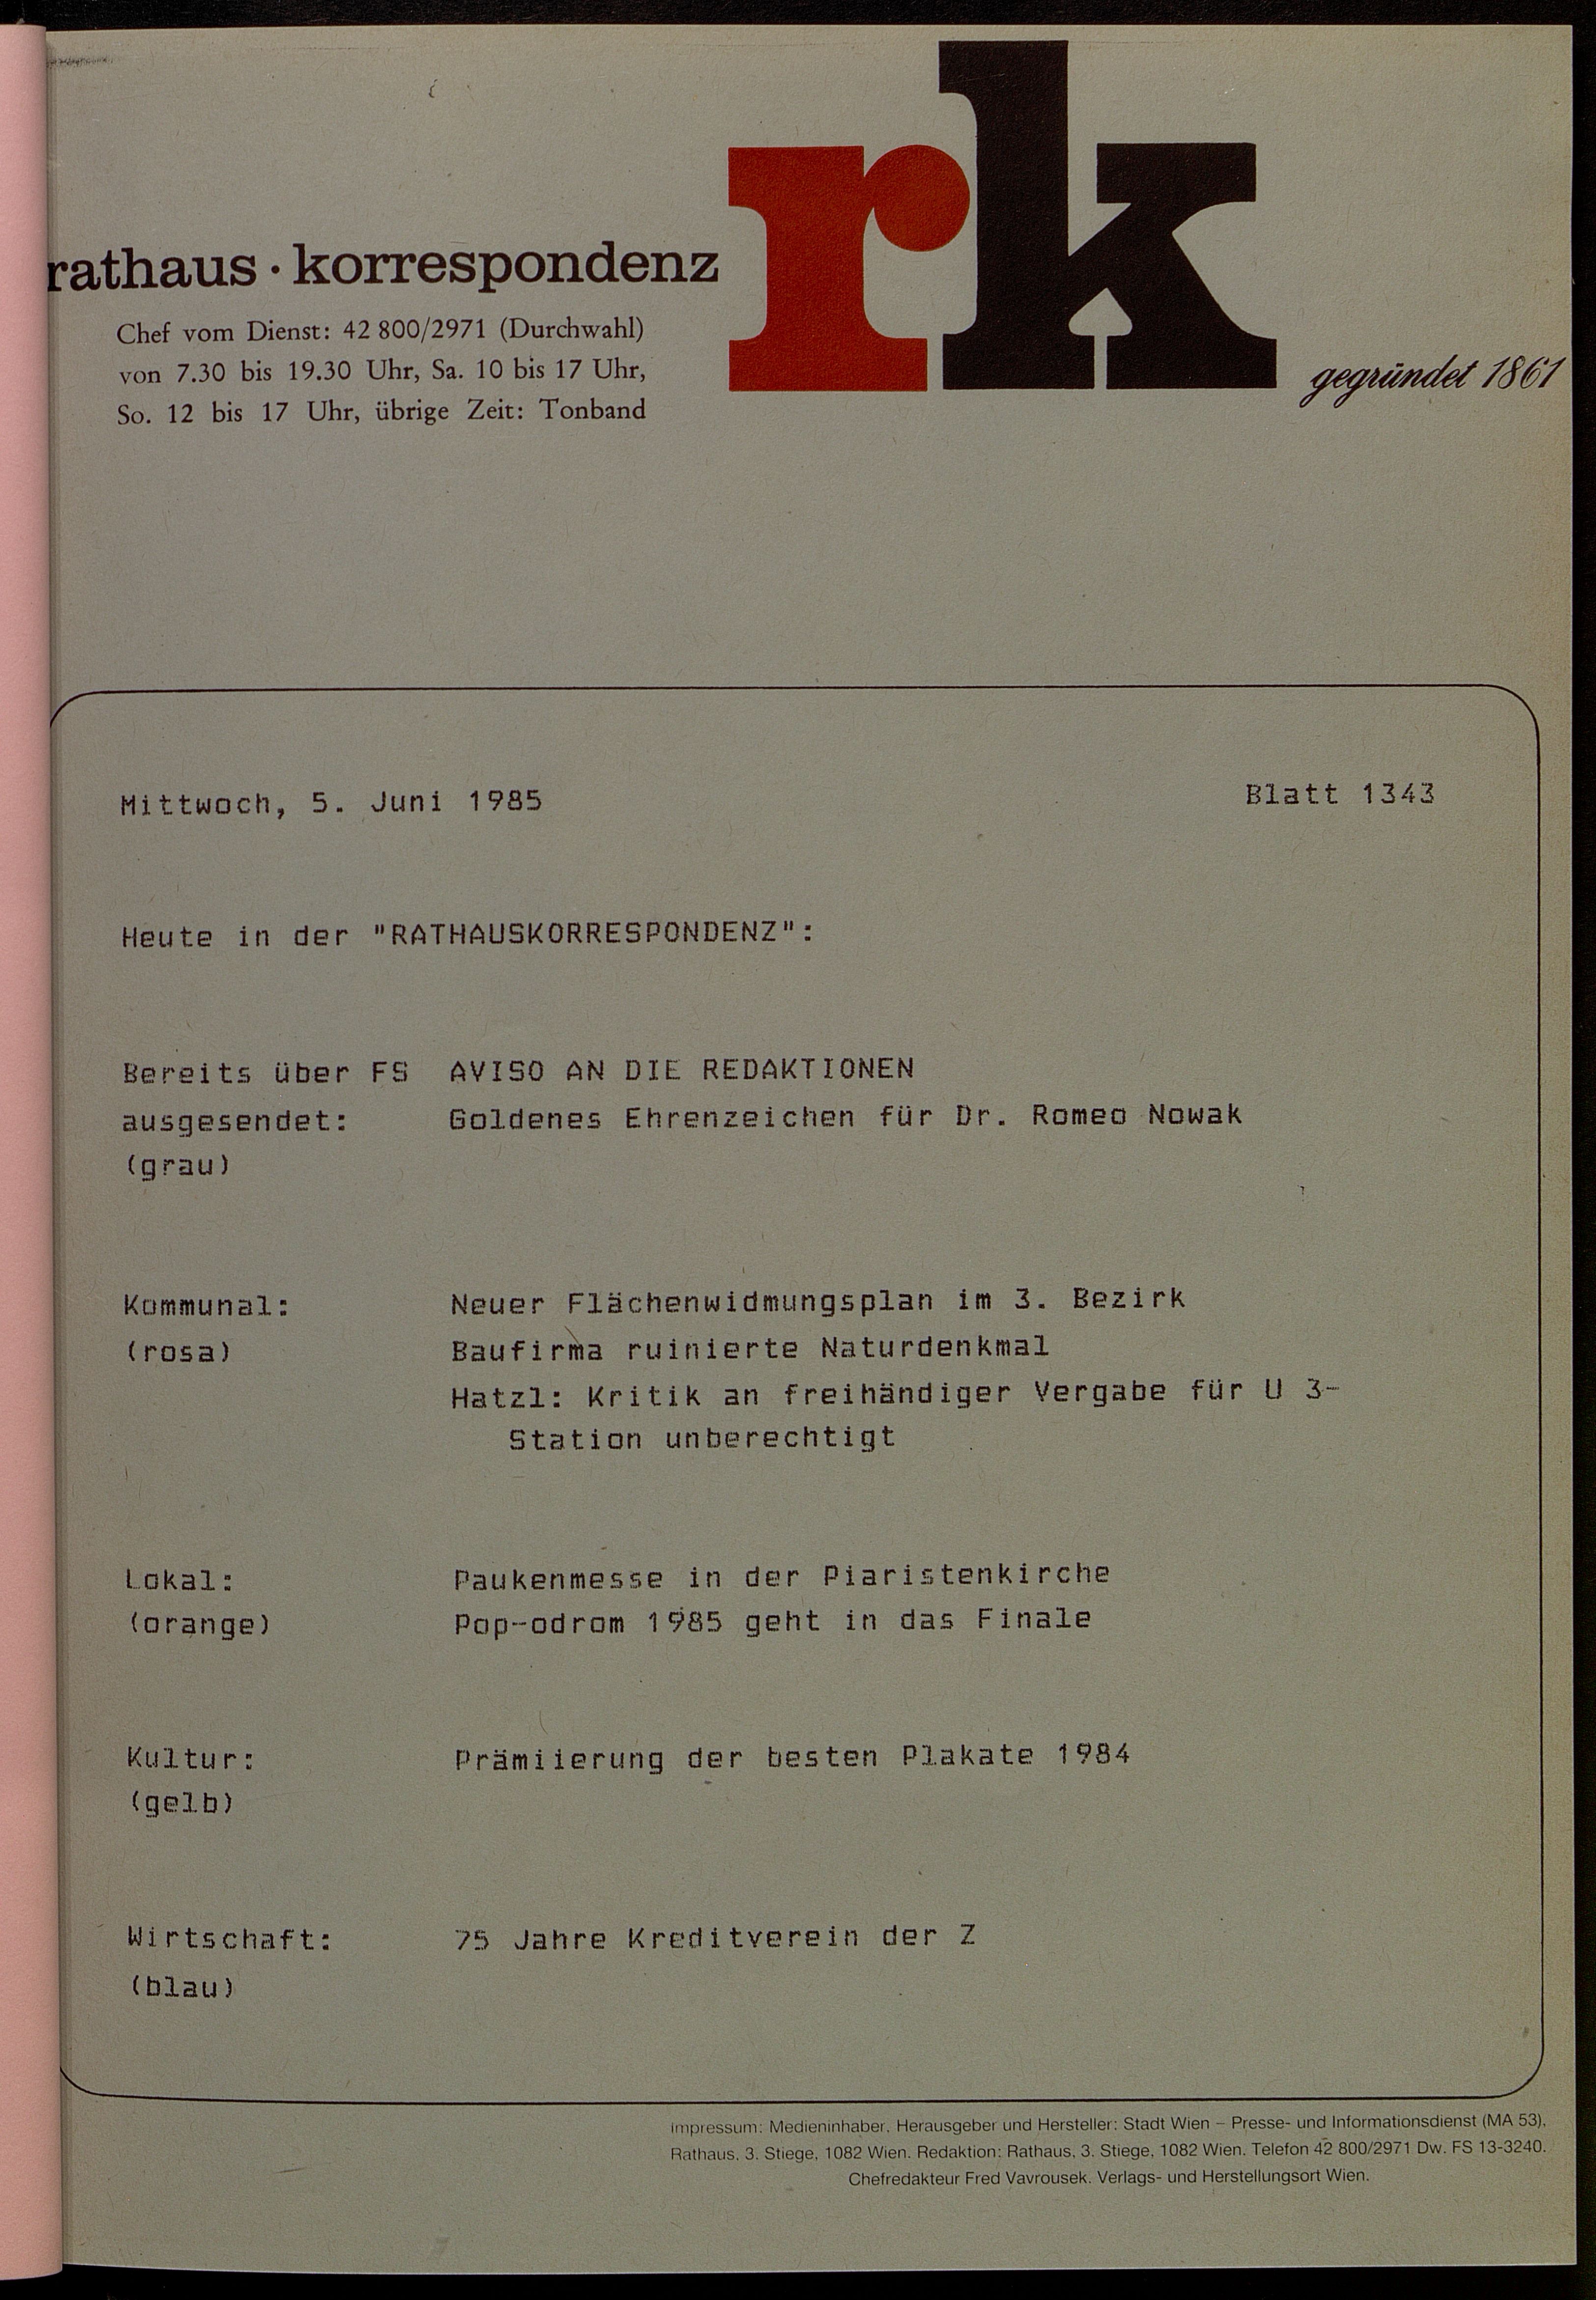 rk
rathaus · korrespondenz
Chef vom Dienst: 42 800/2971 (Durchwahl)
von 7.30 bis 19.30 Uhr, Sa. 10 bis 17 Uhr,
So. 12 bis 17 Uhr, übrige Zeit: Tonband
gegründet 1861
Mittwoch, 5. Juni 1985 Blatt 1343
Heute in der "RATHAUSKORRESPONDENZ":
Bereits über FS AVISO AN DIE REDAKTIONEN
ausgesendet: Goldenes Ehrenzeichen für Dr. Romeo Nowak
(grau)
Kommunal: Neuer Flächenwidmungsplan im 3. Bezirk
(rosa) Baufirma ruinierte Naturdenkmal
Hatzl: Kritik an freihändiger Vergabe für U 3-
Station unberechtigt
Lokal: Paukenmesse in der Piaristenkirche
(orange) Pop-odrom 1985 geht in das Finale
Kultur: Prämiierung der besten Plakate 1984
(gelb)
Wirtschaft: 75 Jahre Kreditverein der Z
(blau)
Impressum: Medieninhaber, Herausgeber und Hersteller: Stadt Wien – Presse- und Informationsdienst (MA 53),
Rathaus, 3. Stiege, 1082 Wien. Redaktion: Rathaus, 3. Stiege, 1082 Wien. Telefon 42 800/2971 Dw. FS 13-3240.
Chefredakteur Fred Vavrousek. Verlags- und Herstellungsort Wien.